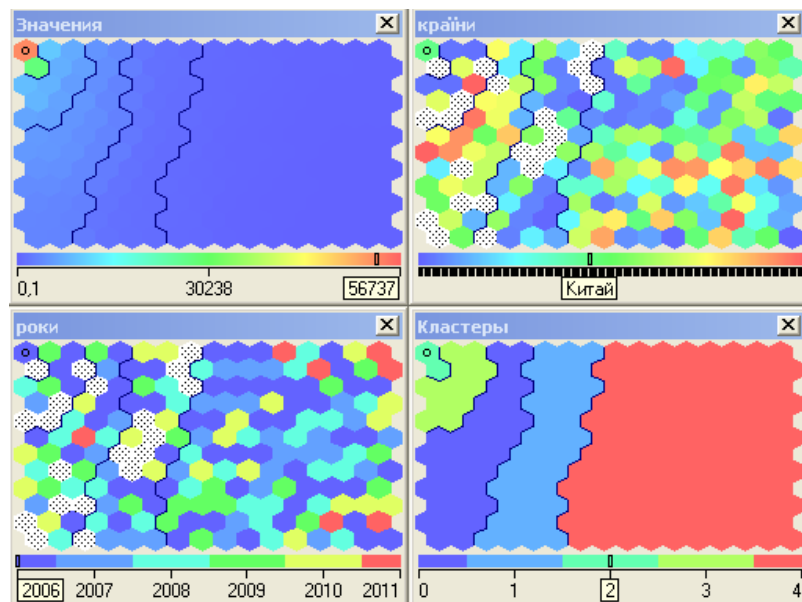 Значения
країни
0,1 30238 56737
Китай
роки
Кластеры
2006 2007 2008 2009 2010 2011
0 1 2 3 4